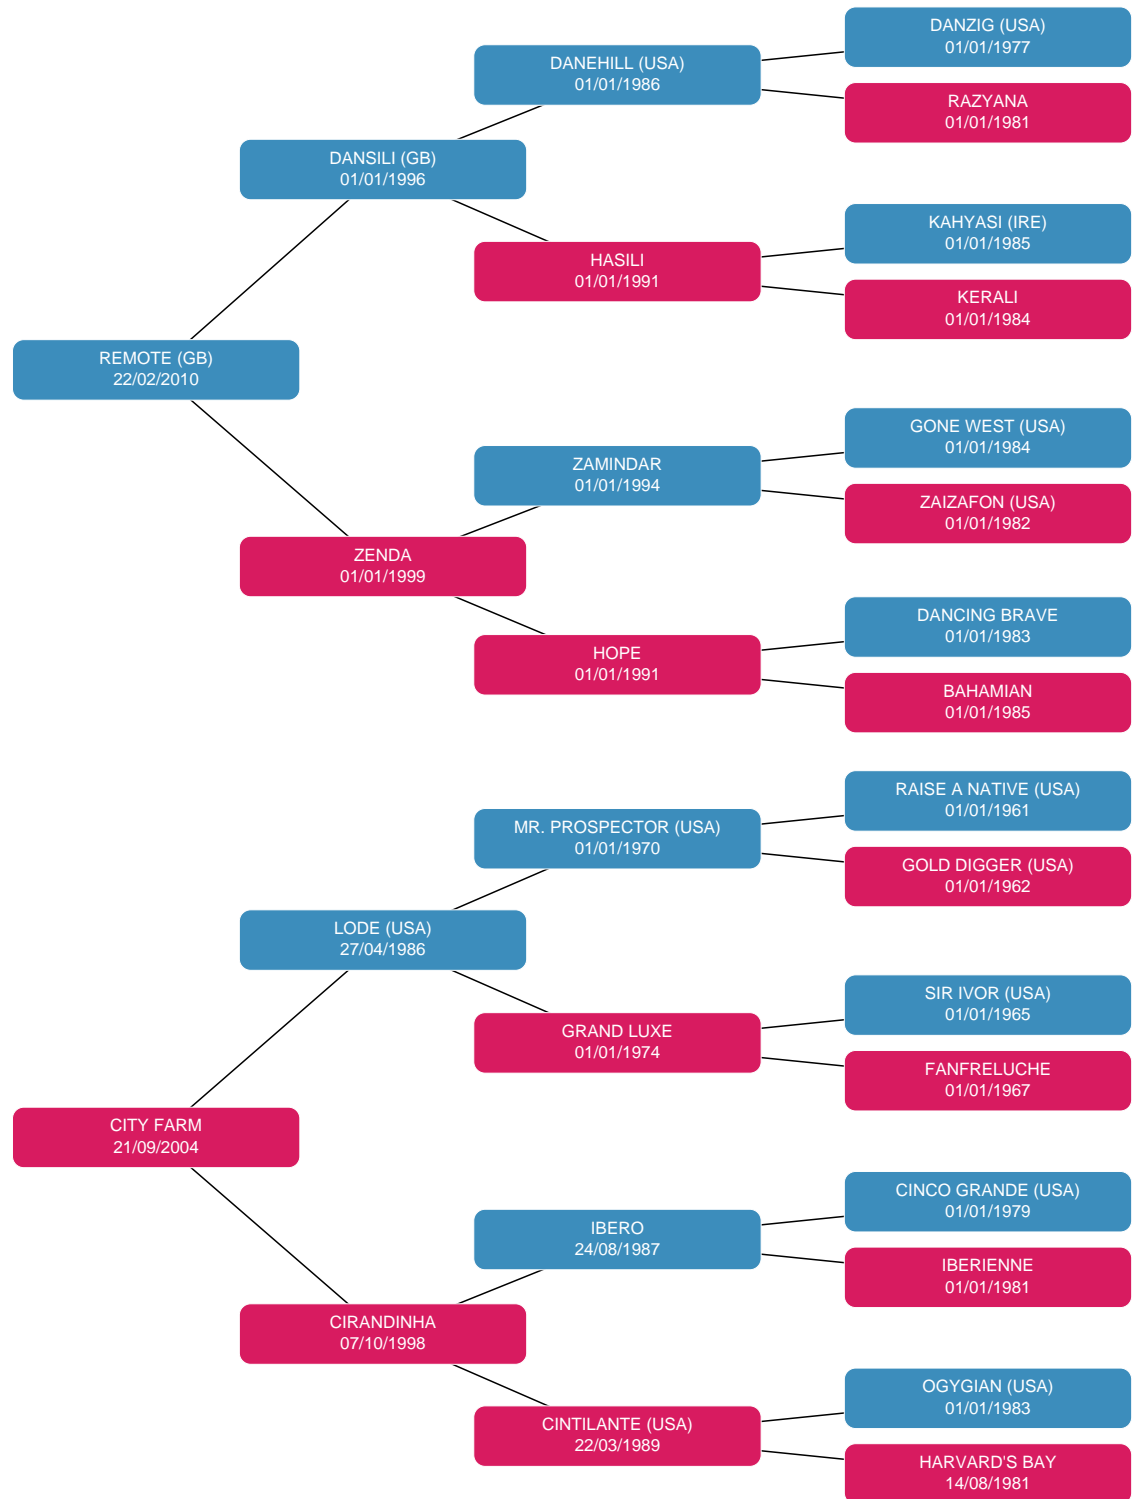 DANZIG (USA)
01/01/1977
DANEHILL (USA)
01/01/1986
RAZYANA
01/01/1981
DANSILI (GB)
01/01/1996
KAHYASI (IRE)
01/01/1985
HASILI
01/01/1991
KERALI
01/01/1984
REMOTE (GB)
22/02/2010
GONE WEST (USA)
01/01/1984
ZAMINDAR
01/01/1994
ZAIZAFON (USA)
01/01/1982
ZENDA
01/01/1999
DANCING BRAVE
01/01/1983
HOPE
01/01/1991
BAHAMIAN
01/01/1985
RAISE A NATIVE (USA)
01/01/1961
MR. PROSPECTOR (USA)
01/01/1970
GOLD DIGGER (USA)
01/01/1962
LODE (USA)
27/04/1986
SIR IVOR (USA)
01/01/1965
GRAND LUXE
01/01/1974
FANFRELUCHE
01/01/1967
CITY FARM
21/09/2004
CINCO GRANDE (USA)
01/01/1979
IBERO
24/08/1987
IBERIENNE
01/01/1981
CIRANDINHA
07/10/1998
OGYGIAN (USA)
01/01/1983
CINTILANTE (USA)
22/03/1989
HARVARD'S BAY
14/08/1981